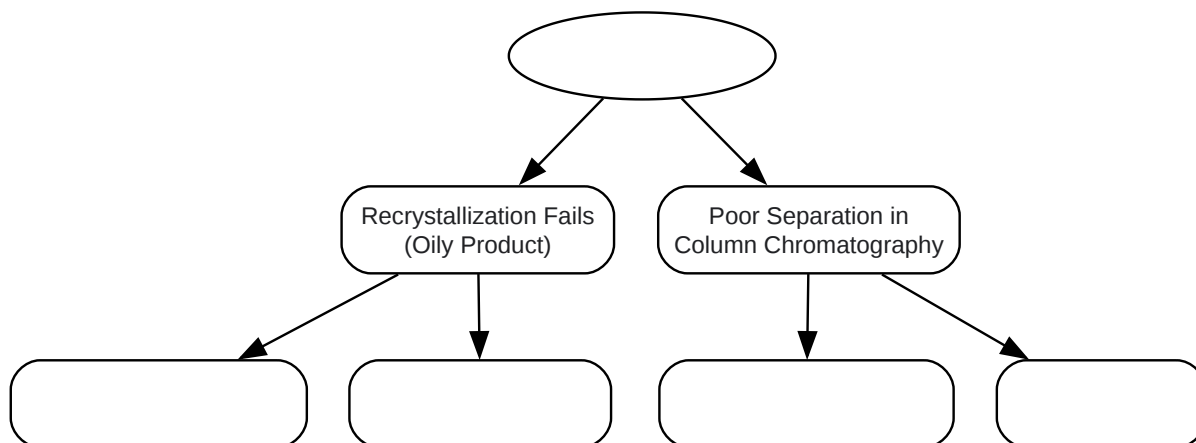 Recrystallization Fails
(Oily Product)
Poor Separation in
Column Chromatography